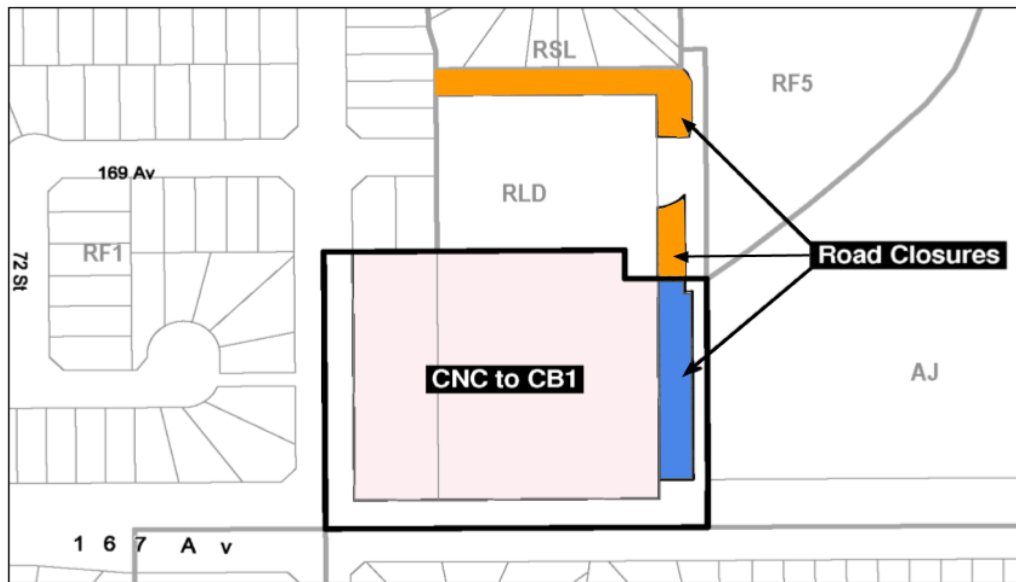 RSL
RF5
169 Av
RLD
RF1
72 St
Road Closures
CNC to CB1
AJ
1 6 7 A v